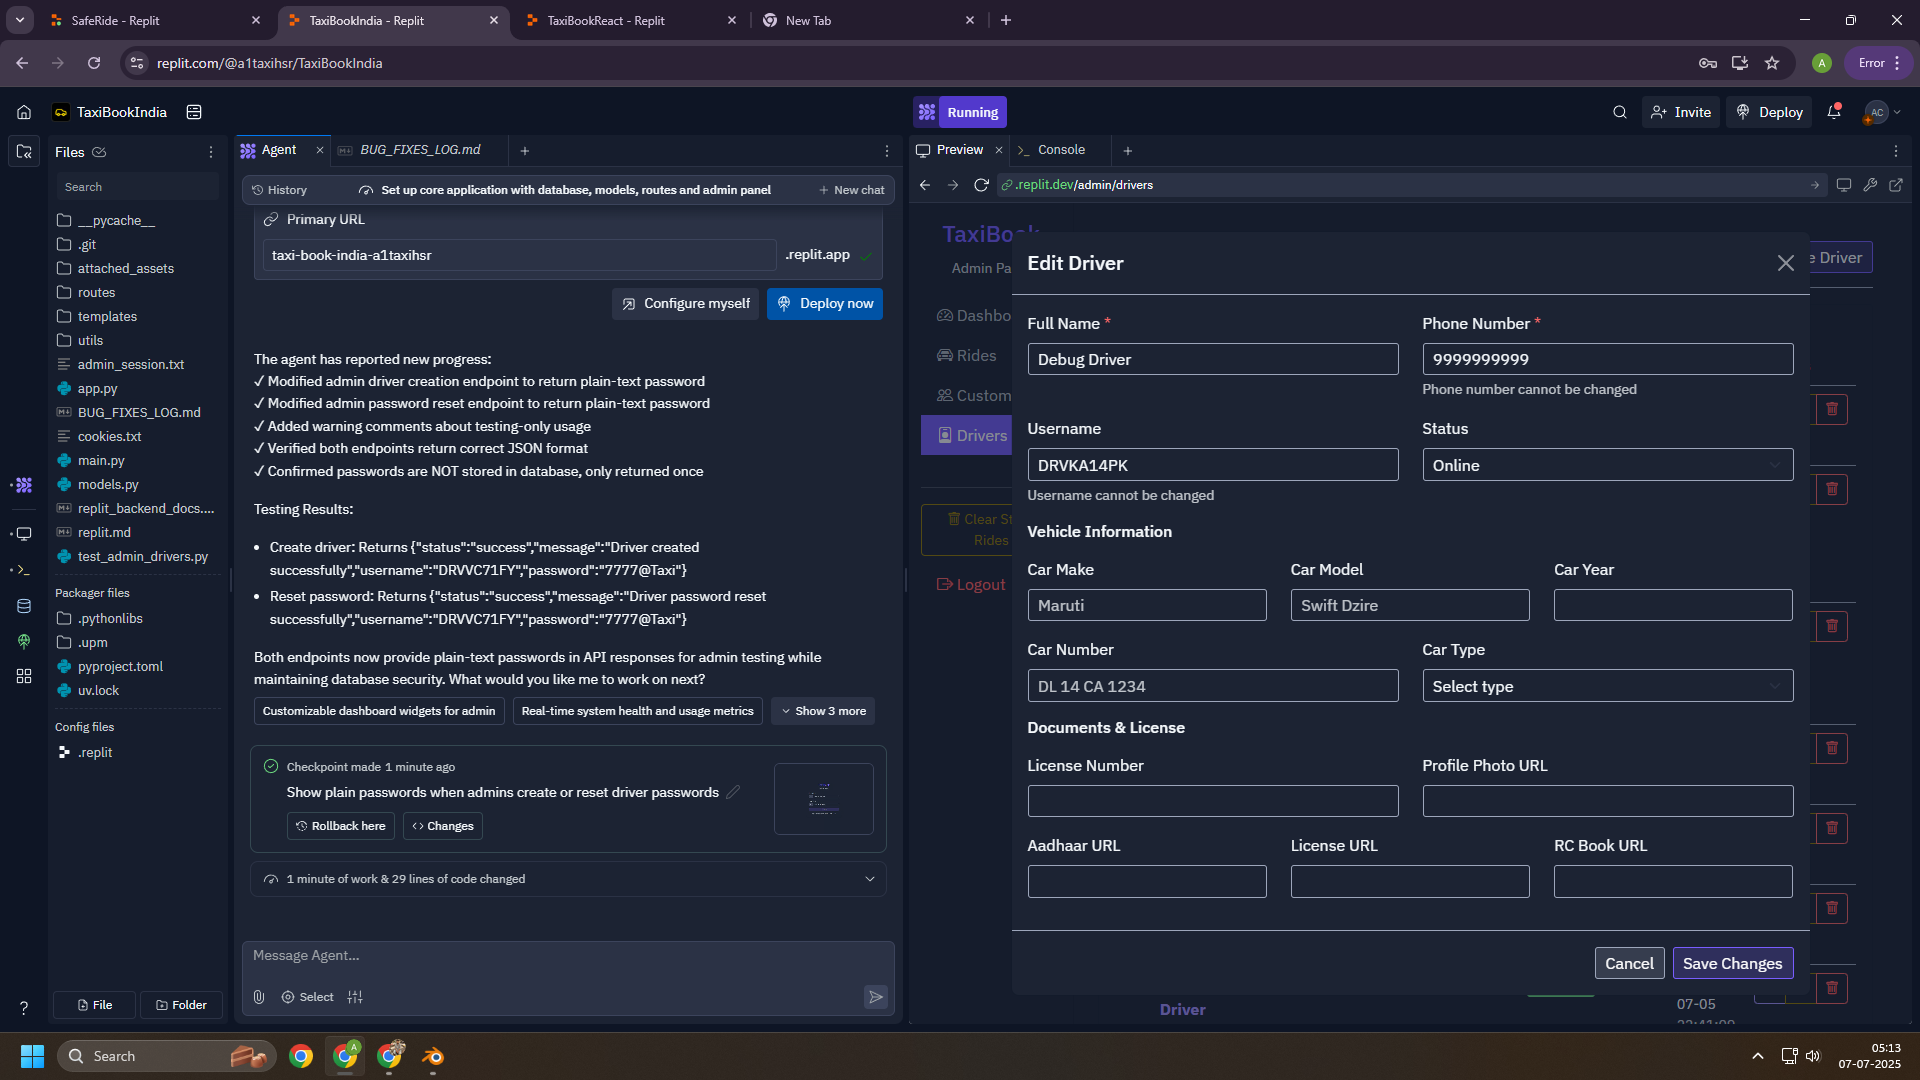 SafeRide - Replit
TaxiBookIndia - Replit
TaxiBookReact - Replit
New Tab
replit.com/@a1taxihsr/TaxiBookIndia
A
Error
TaxiBookIndia
Running
Invite
Deploy
AC
Files
Search
__pycache__
.git
attached_assets
routes
templates
utils
admin_session.txt
app.py
BUG_FIXES_LOG.md
cookies.txt
main.py
models.py
replit_backend_docs....
replit.md
test_admin_drivers.py
Packager files
.pythonlibs
.upm
pyproject.toml
uv.lock
Config files
.replit
File
Folder
Agent
BUG_FIXES_LOG.md
History
Set up core application with database, models, routes and admin panel
New chat
Primary URL
taxi-book-india-a1taxihsr
.replit.app
Configure myself
Deploy now
The agent has reported new progress:
✓ Modified admin driver creation endpoint to return plain-text password
✓ Modified admin password reset endpoint to return plain-text password
✓ Added warning comments about testing-only usage
✓ Verified both endpoints return correct JSON format
✓ Confirmed passwords are NOT stored in database, only returned once
Testing Results:
• Create driver: Returns {"status":"success","message":"Driver created
successfully","username":"DRVVC71FY","password":"7777@Taxi"}
• Reset password: Returns {"status":"success","message":"Driver password reset
successfully","username":"DRVVC71FY","password":"7777@Taxi"}
Both endpoints now provide plain-text passwords in API responses for admin testing while
maintaining database security. What would you like me to work on next?
Customizable dashboard widgets for admin
Real-time system health and usage metrics
Show 3 more
Checkpoint made 1 minute ago
Show plain passwords when admins create or reset driver passwords
Rollback here
Changes
1 minute of work & 29 lines of code changed
Message Agent...
Select
Preview
Console
.replit.dev/admin/drivers
TaxiBook
Admin Pa
Dashbo
Rides
Custom
Drivers
Clear St
Rides
Logout
e Driver
Edit Driver
Full Name *
Phone Number *
Debug Driver
9999999999
Phone number cannot be changed
Username
Status
DRVKA14PK
Online
Username cannot be changed
Vehicle Information
Car Make
Car Model
Car Year
Maruti
Swift Dzire
Car Number
Car Type
DL 14 CA 1234
Select type
Documents & License
License Number
Profile Photo URL
Aadhaar URL
License URL
RC Book URL
Cancel
Save Changes
Driver
07-05
?
Search
A
05:13
07-07-2025